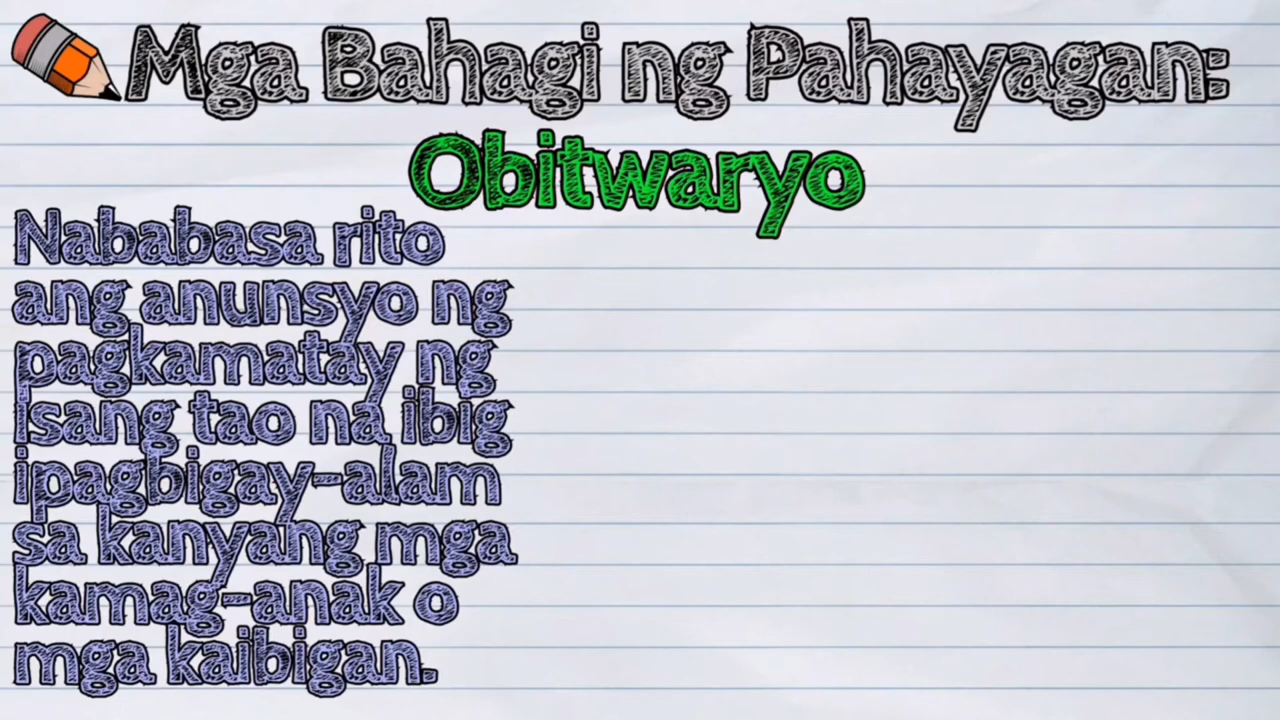 Mga Bahagi ng Pahayagan:
Obitwaryo
Nababasa rito
ang anunsyo ng
pagkamatay ng
isang tao na ibig
ipagbigay-alam
sa kanyang mga
kamag-anak o
mga kaibigan.